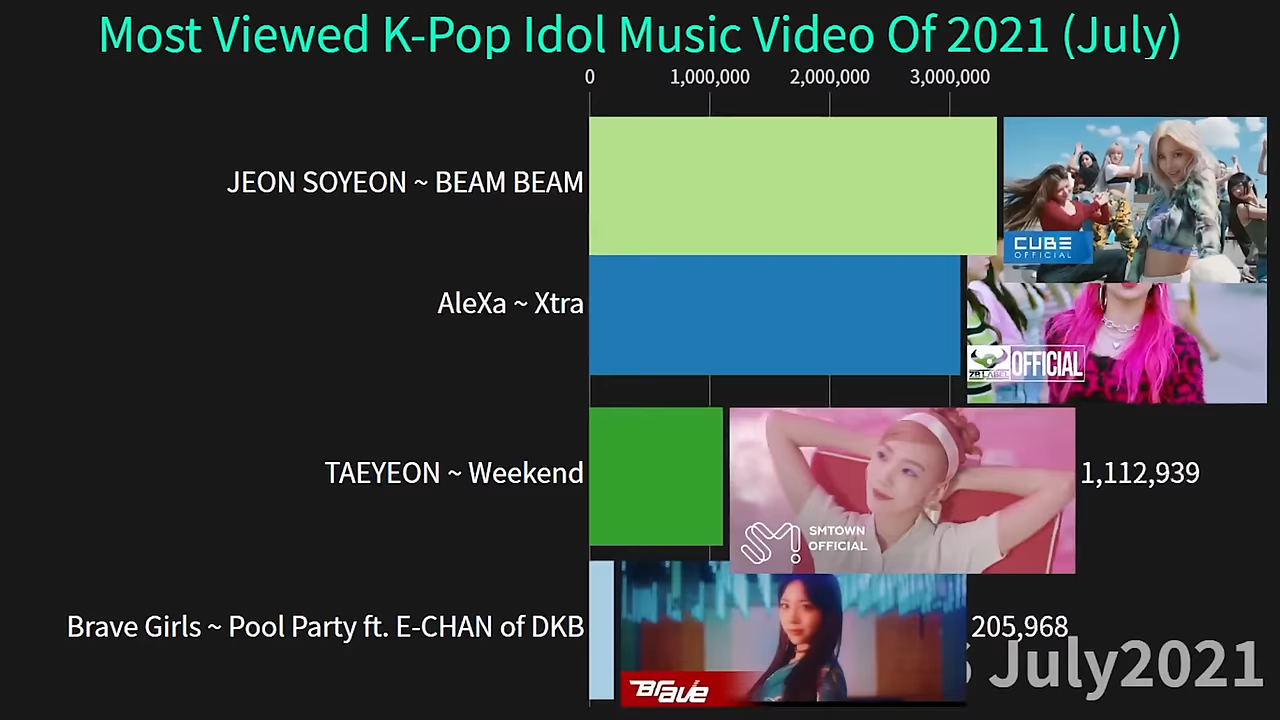 Most Viewed K-Pop Idol Music Video Of 2021 (July)
0 1,000,000 2,000,000 3,000,000
JEON SOYEON ~ BEAM BEAM
CUBE
OFFICIAL
AleXa ~ Xtra
ZB LABEL OFFICIAL
TAEYEON ~ Weekend
SMTOWN
OFFICIAL
1,112,939
Brave Girls ~ Pool Party ft. E-CHAN of DKB
Brave
205,968
July2021